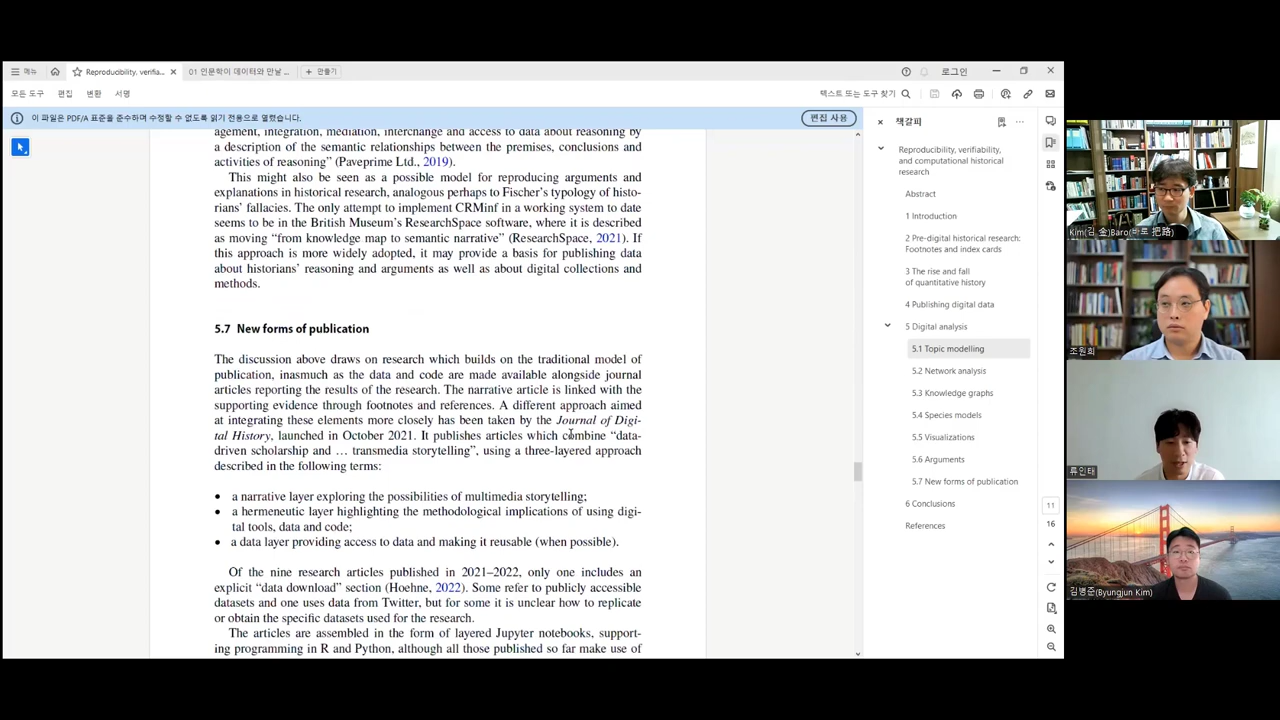 메뉴
Reproducibility, verifia...
01 인문학이 데이터와 만날 ...
만들기
로그인
모든 도구 편집 변환 서명
텍스트 또는 도구 찾기
이 파일은 PDF/A 표준을 준수하며 수정할 수 없도록 읽기 전용으로 열렸습니다.
편집 사용
agement, integration, mediation, interchange and access to data about reasoning by
a description of the semantic relationships between the premises, conclusions and
activities of reasoning” (Paveprime Ltd., 2019).
This might also be seen as a possible model for reproducing arguments and
explanations in historical research, analogous perhaps to Fischer’s typology of histo-
rians’ fallacies. The only attempt to implement CRMinf in a working system to date
seems to be in the British Museum’s ResearchSpace software, where it is described
as moving “from knowledge map to semantic narrative” (ResearchSpace, 2021). If
this approach is more widely adopted, it may provide a basis for publishing data
about historians’ reasoning and arguments as well as about digital collections and
methods.
5.7 New forms of publication
The discussion above draws on research which builds on the traditional model of
publication, inasmuch as the data and code are made available alongside journal
articles reporting the results of the research. The narrative article is linked with the
supporting evidence through footnotes and references. A different approach aimed
at integrating these elements more closely has been taken by the Journal of Digi-
tal History, launched in October 2021. It publishes articles which combine “data-
driven scholarship and … transmedia storytelling”, using a three-layered approach
described in the following terms:
• a narrative layer exploring the possibilities of multimedia storytelling;
• a hermeneutic layer highlighting the methodological implications of using digi-
tal tools, data and code;
• a data layer providing access to data and making it reusable (when possible).
Of the nine research articles published in 2021–2022, only one includes an
explicit “data download” section (Hoehne, 2022). Some refer to publicly accessible
datasets and one uses data from Twitter, but for some it is unclear how to replicate
or obtain the specific datasets used for the research.
The articles are assembled in the form of layered Jupyter notebooks, support-
ing programming in R and Python, although all those published so far make use of
책갈피
Reproducibility, verifiability,
and computational historical
research
Abstract
1 Introduction
2 Pre-digital historical research:
Footnotes and index cards
3 The rise and fall
of quantitative history
4 Publishing digital data
5 Digital analysis
5.1 Topic modelling
5.2 Network analysis
5.3 Knowledge graphs
5.4 Species models
5.5 Visualizations
5.6 Arguments
5.7 New forms of publication
6 Conclusions
References
11
16
Kim(김 金)Baro(바로 把路)
조원희
류인태
김병준(Byungjun Kim)